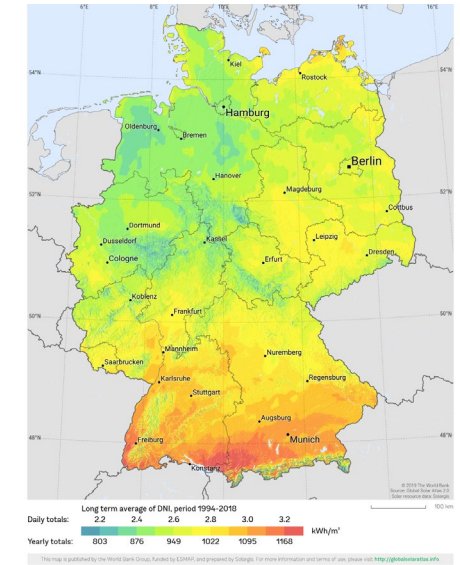 6°E 8°E 10°E 12°E 14°E 16°E
Kiel
54°N
Rostock
54°N
Hamburg
Oldenburg
Bremen
Berlin
Hanover
52°N
Magdeburg
52°N
Cottbus
Dortmund
Dusseldorf
Kassel
Leipzig
Cologne
Erfurt
Dresden
Koblenz
50°N
Frankfurt
50°N
Mannheim
Nuremberg
Saarbrucken
Karlsruhe
Regensburg
Stuttgart
Augsburg
48°N
Freiburg
Munich
48°N
Konstanz
© 2019 The World Bank
Source: Global Solar Atlas 2.0
Solar resource data: Solargis
Long term average of DNI, period 1994-2018
100 km
Daily totals: 2.2 2.4 2.6 2.8 3.0 3.2
kWh/m²
Yearly totals: 803 876 949 1022 1095 1168
This map is published by the World Bank Group, funded by ESMAP, and prepared by Solargis. For more information and terms of use, please visit http://globalsolaratlas.info